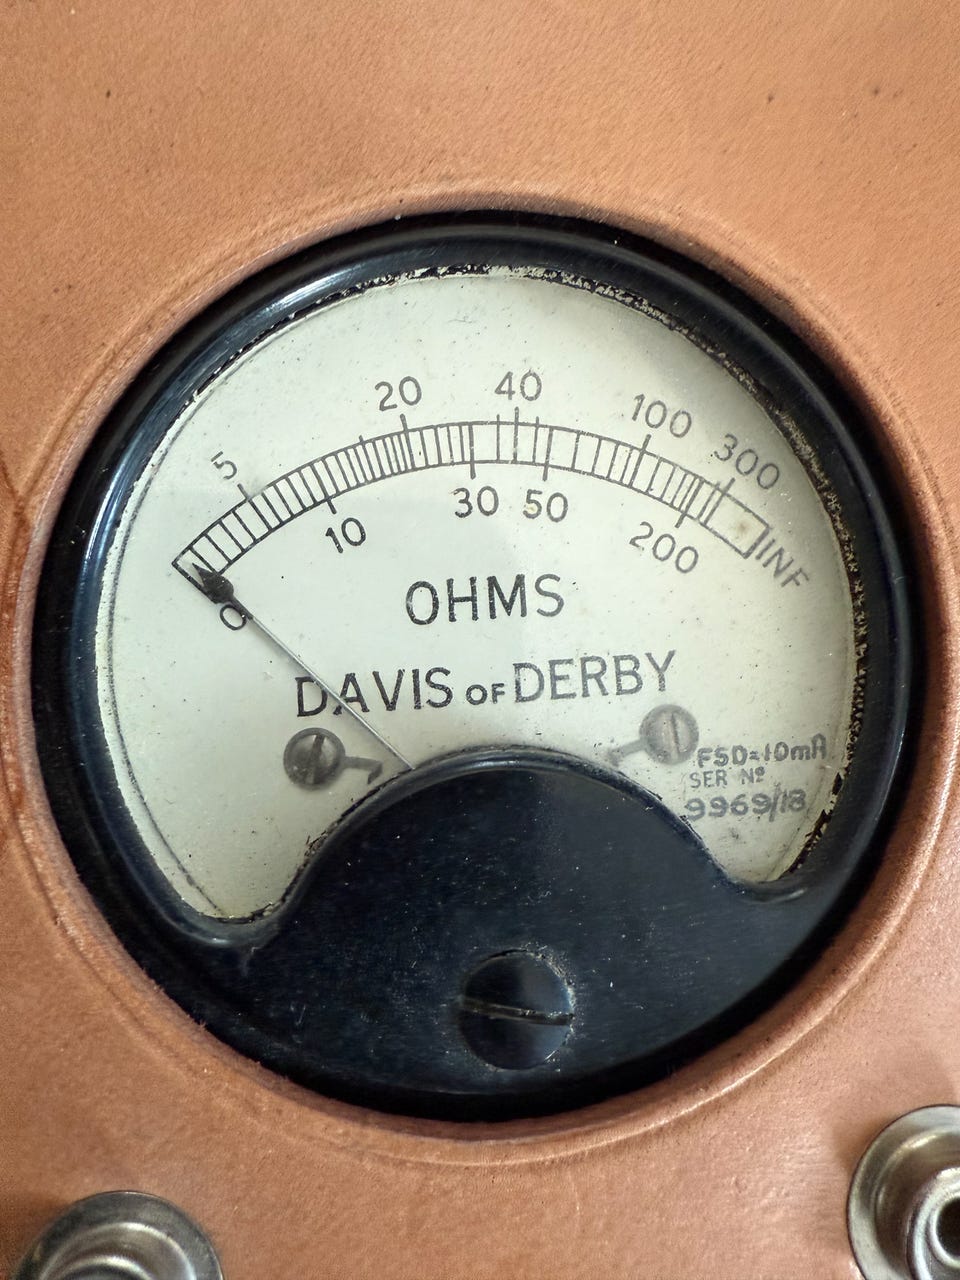 20 40 100
5 300
10 30 50 200 INF
0
OHMS
DAVIS OF DERBY
FSD=10mA
SER Nº
9969/18